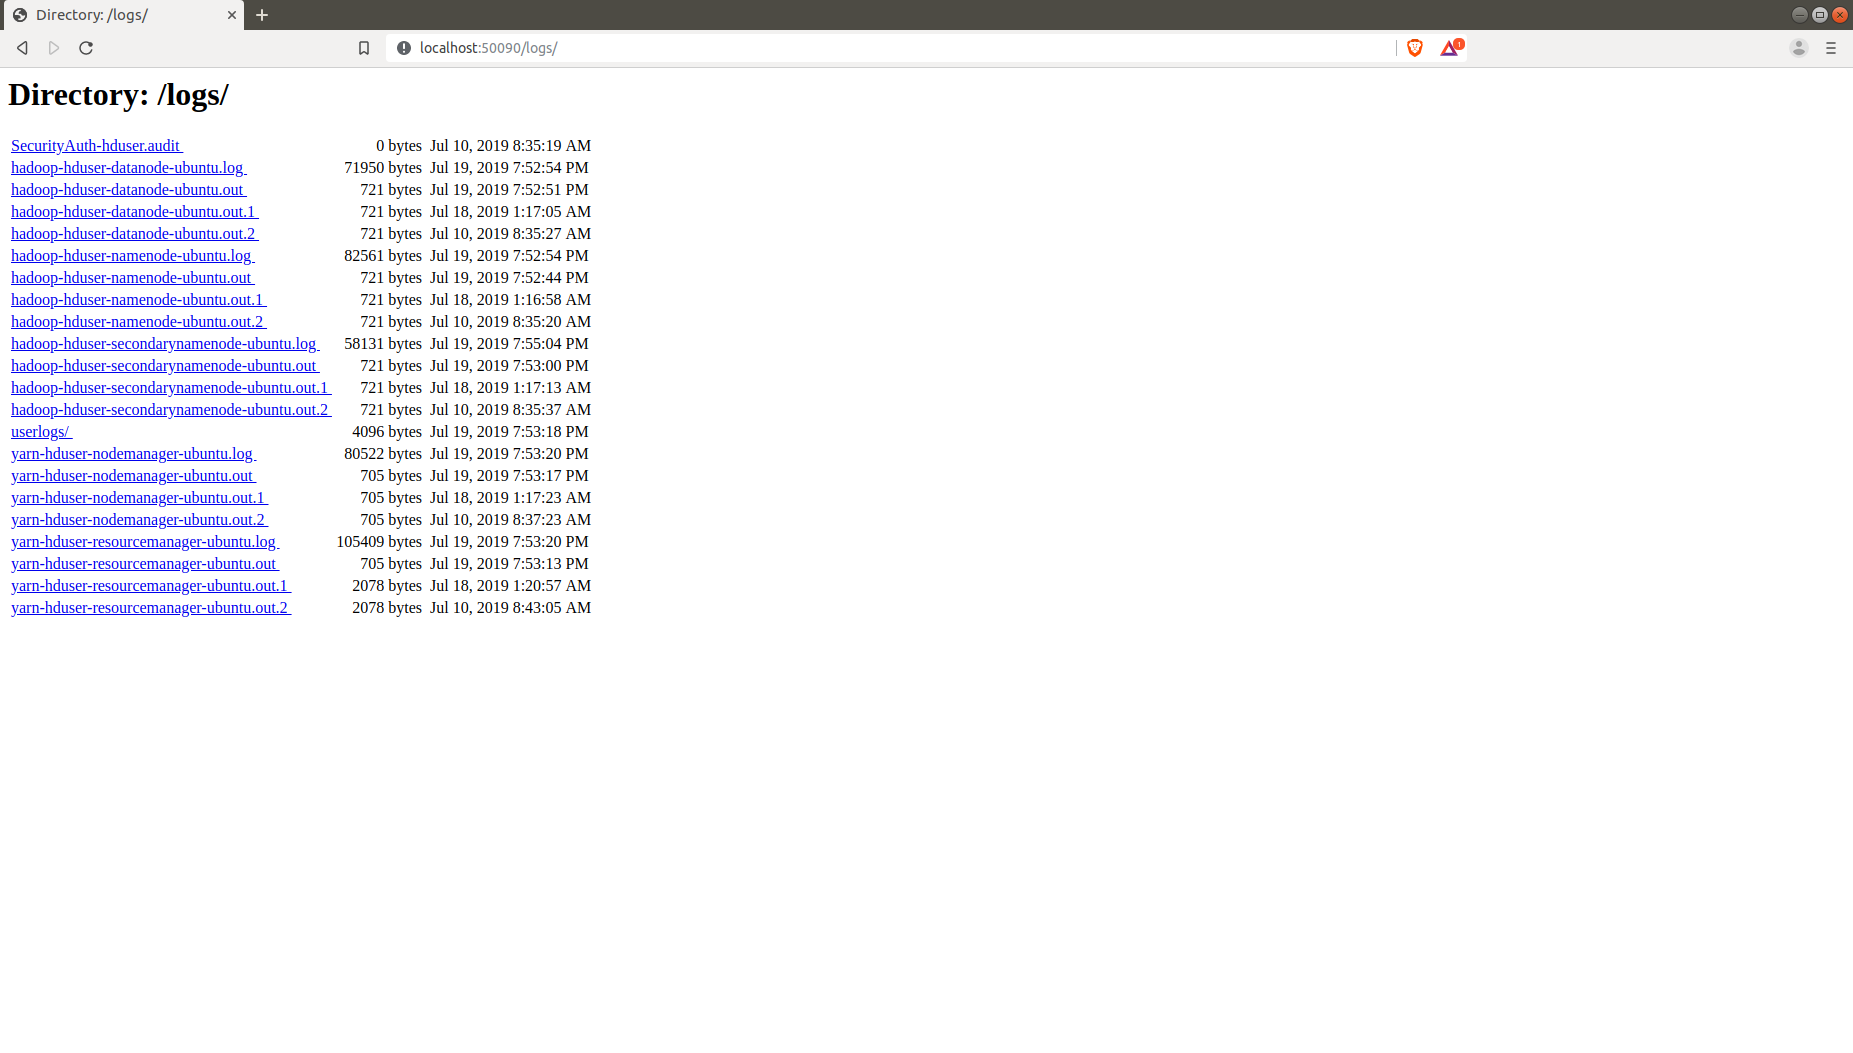 Directory: /logs/
localhost:50090/logs/
Directory: /logs/
SecurityAuth-hduser.audit 0 bytes Jul 10, 2019 8:35:19 AM
hadoop-hduser-datanode-ubuntu.log 71950 bytes Jul 19, 2019 7:52:54 PM
hadoop-hduser-datanode-ubuntu.out 721 bytes Jul 19, 2019 7:52:51 PM
hadoop-hduser-datanode-ubuntu.out.1 721 bytes Jul 18, 2019 1:17:05 AM
hadoop-hduser-datanode-ubuntu.out.2 721 bytes Jul 10, 2019 8:35:27 AM
hadoop-hduser-namenode-ubuntu.log 82561 bytes Jul 19, 2019 7:52:54 PM
hadoop-hduser-namenode-ubuntu.out 721 bytes Jul 19, 2019 7:52:44 PM
hadoop-hduser-namenode-ubuntu.out.1 721 bytes Jul 18, 2019 1:16:58 AM
hadoop-hduser-namenode-ubuntu.out.2 721 bytes Jul 10, 2019 8:35:20 AM
hadoop-hduser-secondarynamenode-ubuntu.log 58131 bytes Jul 19, 2019 7:55:04 PM
hadoop-hduser-secondarynamenode-ubuntu.out 721 bytes Jul 19, 2019 7:53:00 PM
hadoop-hduser-secondarynamenode-ubuntu.out.1 721 bytes Jul 18, 2019 1:17:13 AM
hadoop-hduser-secondarynamenode-ubuntu.out.2 721 bytes Jul 10, 2019 8:35:37 AM
userlogs/ 4096 bytes Jul 19, 2019 7:53:18 PM
yarn-hduser-nodemanager-ubuntu.log 80522 bytes Jul 19, 2019 7:53:20 PM
yarn-hduser-nodemanager-ubuntu.out 705 bytes Jul 19, 2019 7:53:17 PM
yarn-hduser-nodemanager-ubuntu.out.1 705 bytes Jul 18, 2019 1:17:23 AM
yarn-hduser-nodemanager-ubuntu.out.2 705 bytes Jul 10, 2019 8:37:23 AM
yarn-hduser-resourcemanager-ubuntu.log 105409 bytes Jul 19, 2019 7:53:20 PM
yarn-hduser-resourcemanager-ubuntu.out 705 bytes Jul 19, 2019 7:53:13 PM
yarn-hduser-resourcemanager-ubuntu.out.1 2078 bytes Jul 18, 2019 1:20:57 AM
yarn-hduser-resourcemanager-ubuntu.out.2 2078 bytes Jul 10, 2019 8:43:05 AM